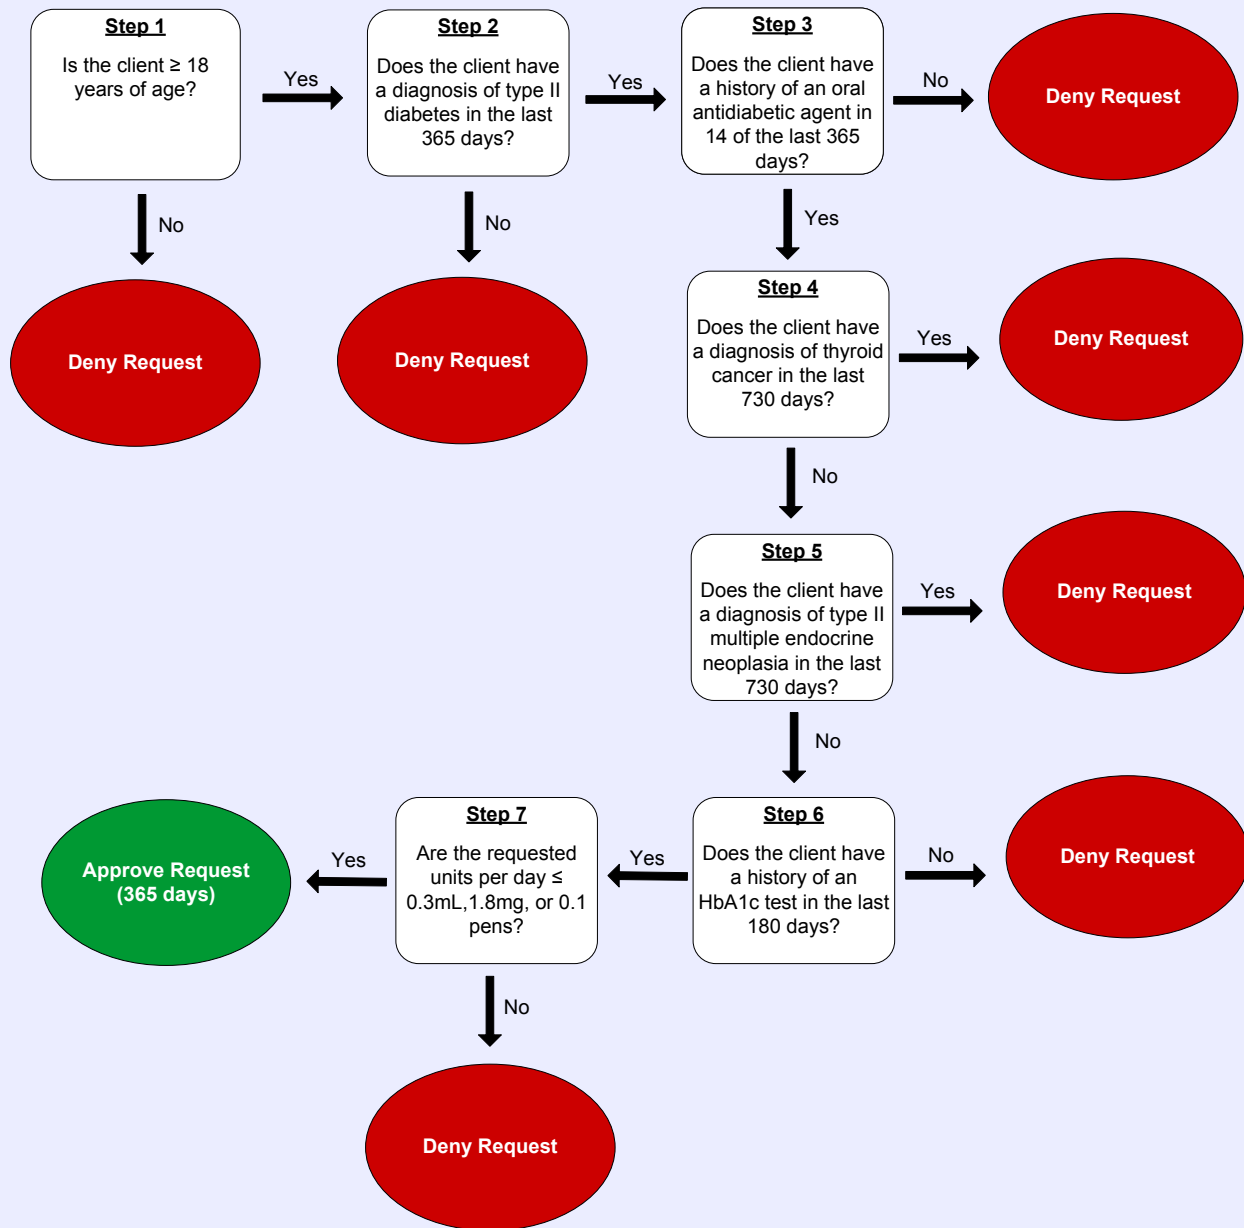 Step 1
Is the client ≥ 18
years of age?
Yes
No
Deny Request
Step 2
Does the client have
a diagnosis of type II
diabetes in the last
365 days?
Yes
No
Deny Request
Step 3
Does the client have
a history of an oral
antidiabetic agent in
14 of the last 365
days?
No
Deny Request
Yes
Step 4
Does the client have
a diagnosis of thyroid
cancer in the last
730 days?
Yes
Deny Request
No
Step 5
Does the client have
a diagnosis of type II
multiple endocrine
neoplasia in the last
730 days?
Yes
Deny Request
No
Step 6
Does the client have
a history of an
HbA1c test in the last
180 days?
No
Deny Request
Yes
Step 7
Are the requested
units per day ≤
0.3mL,1.8mg, or 0.1
pens?
Yes
Approve Request
(365 days)
No
Deny Request